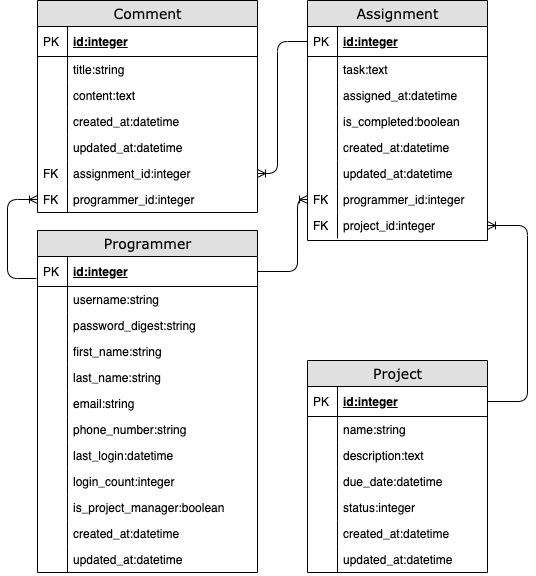 Comment
PK id:integer
title:string
content:text
created_at:datetime
updated_at:datetime
FK assignment_id:integer
FK programmer_id:integer
Assignment
PK id:integer
task:text
assigned_at:datetime
is_completed:boolean
created_at:datetime
updated_at:datetime
FK programmer_id:integer
FK project_id:integer
Programmer
PK id:integer
username:string
password_digest:string
first_name:string
last_name:string
email:string
phone_number:string
last_login:datetime
login_count:integer
is_project_manager:boolean
created_at:datetime
updated_at:datetime
Project
PK id:integer
name:string
description:text
due_date:datetime
status:integer
created_at:datetime
updated_at:datetime